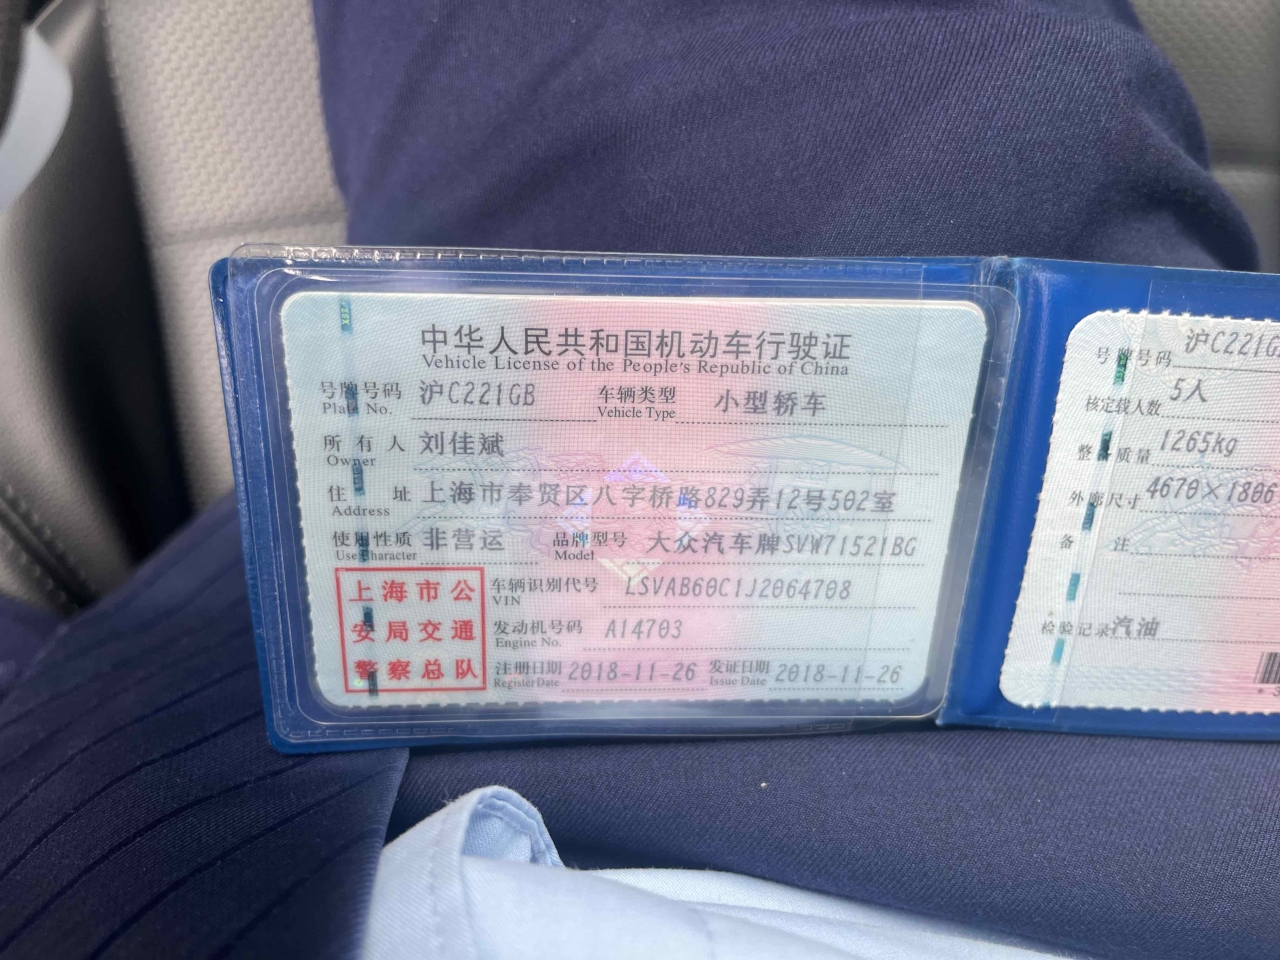 中华人民共和国机动车行驶证
Vehicle License of the People's Republic of China
号牌号码 沪C221GB 车辆类型 小型轿车
Plate No. Vehicle Type
所有人 刘佳斌
Owner
住址 上海市奉贤区八字桥路829弄12号502室
Address
使用性质 非营运 品牌型号 大众汽车牌SVW71521BG
Use Character Model
上海市公
安局交通
警察总队
车辆识别代号 LSVAB60C1J2064708
VIN
发动机号码 A14703
Engine No.
注册日期 2018-11-26 发证日期 2018-11-26
Register Date Issue Date
号牌号码 沪C221G
核定载人数 5人
整备质量 1265kg
外廓尺寸 4670×1806
备注
检验记录 汽油